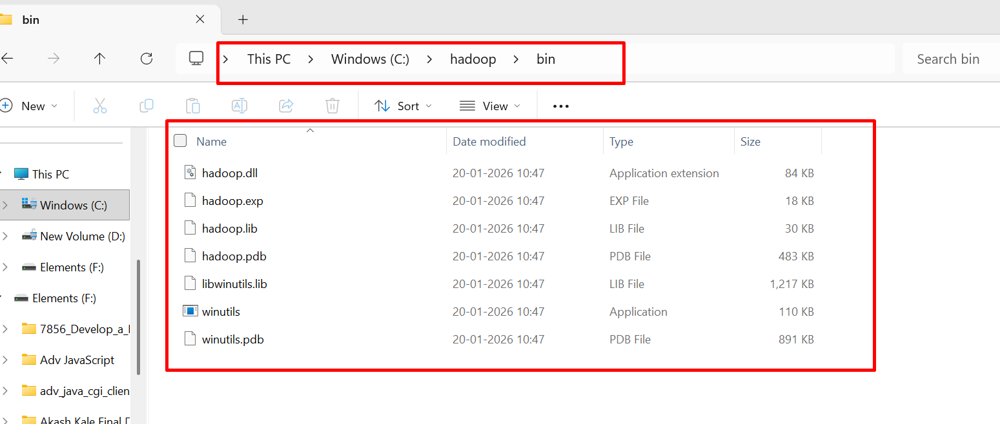 bin
This PC > Windows (C:) > hadoop > bin
Search bin
New
Sort
View
Name Date modified Type Size
hadoop.dll 20-01-2026 10:47 Application extension 84 KB
hadoop.exp 20-01-2026 10:47 EXP File 18 KB
hadoop.lib 20-01-2026 10:47 LIB File 30 KB
hadoop.pdb 20-01-2026 10:47 PDB File 483 KB
libwinutils.lib 20-01-2026 10:47 LIB File 1,217 KB
winutils 20-01-2026 10:47 Application 110 KB
winutils.pdb 20-01-2026 10:47 PDB File 891 KB
This PC
Windows (C:)
New Volume (D:)
Elements (F:)
Elements (F:)
7856_Develop_a_
Adv JavaScript
adv_java_cgi_clien
Akash Kale Final